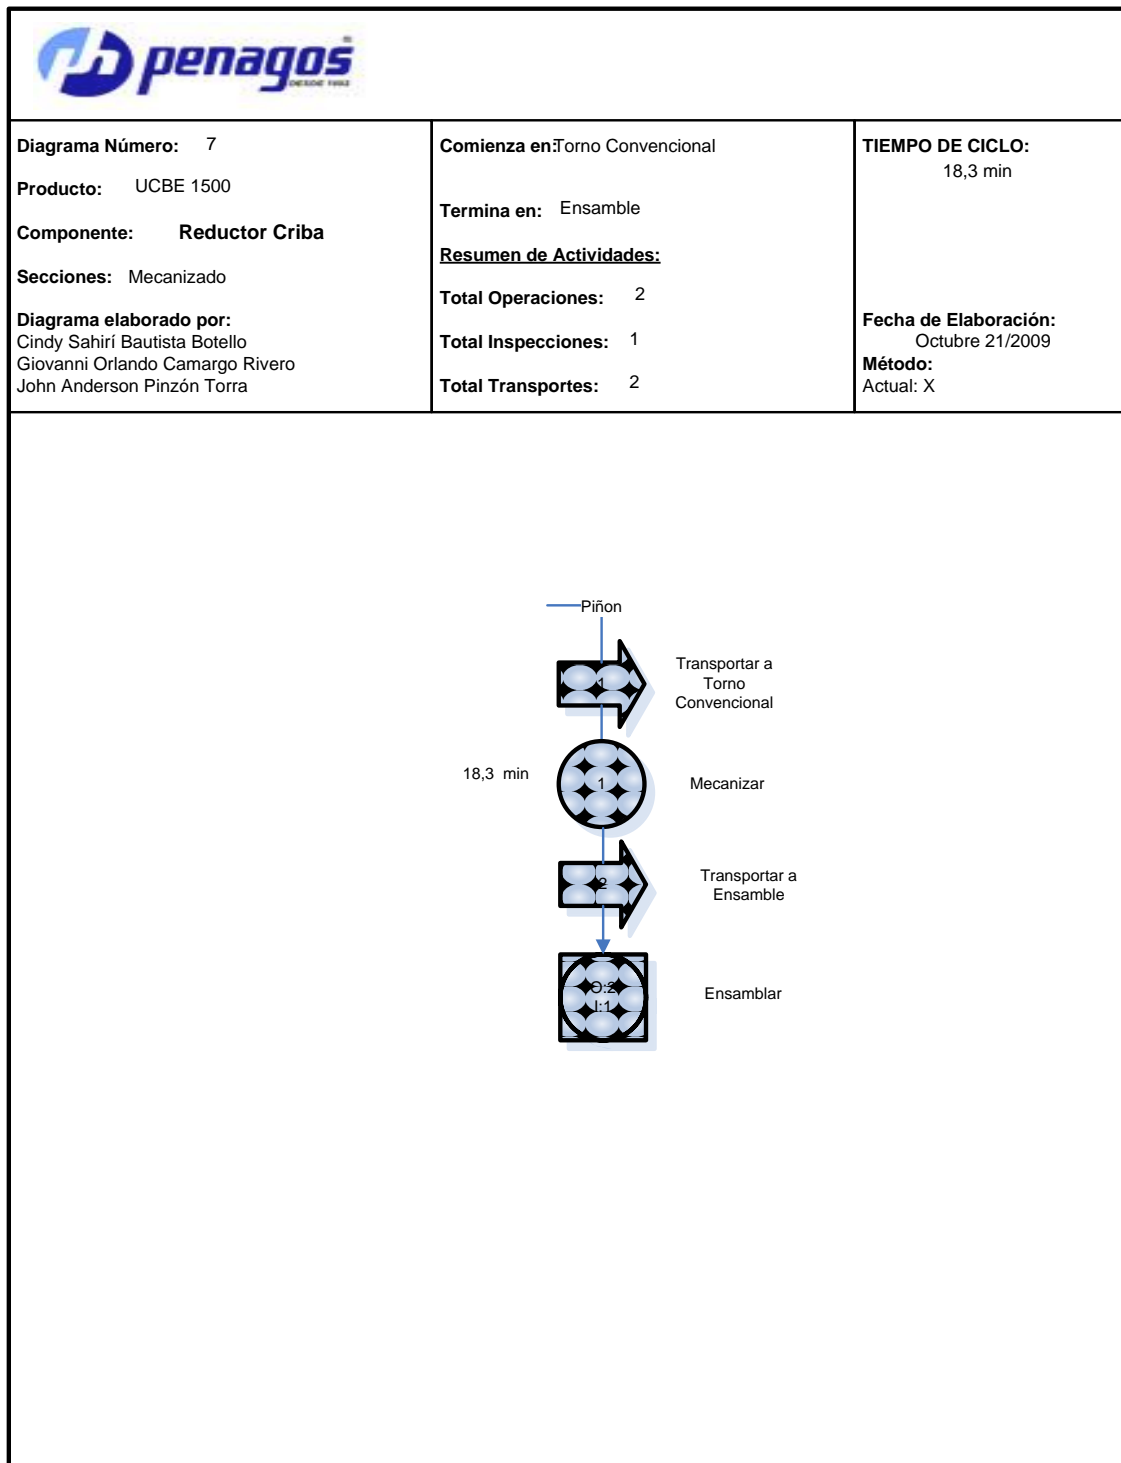 penagos
DESDE 1892
Diagrama Número: 7
Producto: UCBE 1500
Componente: Reductor Criba
Secciones: Mecanizado
Diagrama elaborado por:
Cindy Sahirí Bautista Botello
Giovanni Orlando Camargo Rivero
John Anderson Pinzón Torra
Comienza en:Torno Convencional
Termina en: Ensamble
Resumen de Actividades:
Total Operaciones: 2
Total Inspecciones: 1
Total Transportes: 2
TIEMPO DE CICLO:
18,3 min
Fecha de Elaboración:
Octubre 21/2009
Método:
Actual: X
Piñon
1
Transportar a
Torno
Convencional
18,3 min
1
Mecanizar
2
Transportar a
Ensamble
O:2
I:1
Ensamblar